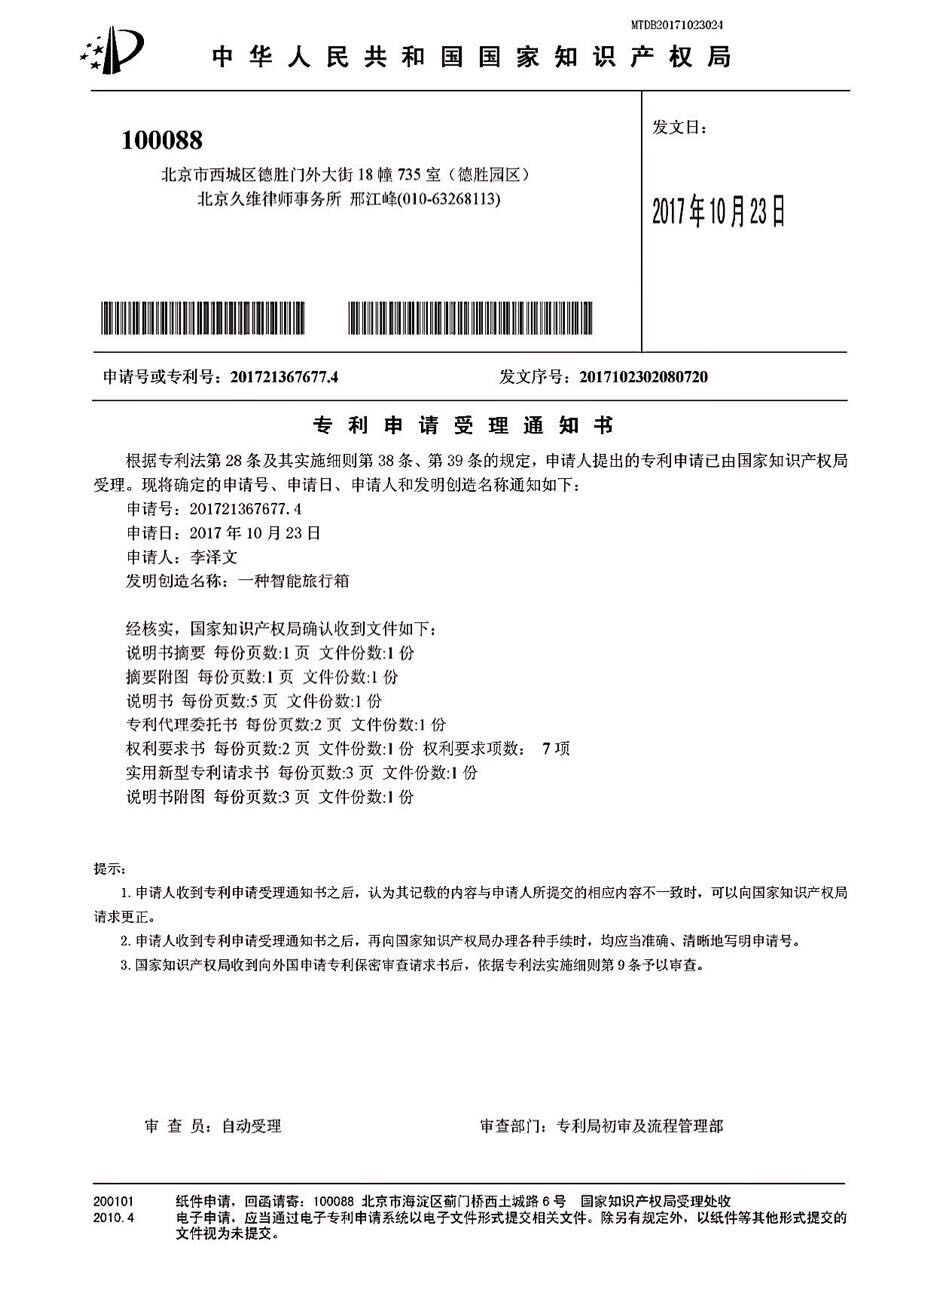 MTDB20171023024
中华人民共和国国家知识产权局
100088
北京市西城区德胜门外大街 18 幢 735 室（德胜园区）
北京久维律师事务所 邢江峰(010-63268113)
发文日：
2017年10月23日
申请号或专利号：201721367677.4
发文序号：2017102302080720
专利申请受理通知书
根据专利法第 28 条及其实施细则第 38 条、第 39 条的规定，申请人提出的专利申请已由国家知识产权局
受理。现将确定的申请号、申请日、申请人和发明创造名称通知如下：
申请号：201721367677.4
申请日：2017 年 10 月 23 日
申请人：李泽文
发明创造名称：一种智能旅行箱
经核实，国家知识产权局确认收到文件如下：
说明书摘要 每份页数:1 页 文件份数:1 份
摘要附图 每份页数:1 页 文件份数:1 份
说明书 每份页数:5 页 文件份数:1 份
专利代理委托书 每份页数:2 页 文件份数:1 份
权利要求书 每份页数:2 页 文件份数:1 份 权利要求项数： 7 项
实用新型专利请求书 每份页数:3 页 文件份数:1 份
说明书附图 每份页数:3 页 文件份数:1 份
提示：
1.申请人收到专利申请受理通知书之后，认为其记载的内容与申请人所提交的相应内容不一致时，可以向国家知识产权局
请求更正。
2.申请人收到专利申请受理通知书之后，再向国家知识产权局办理各种手续时，均应当准确、清晰地写明申请号。
3.国家知识产权局收到向外国申请专利保密审查请求书后，依据专利法实施细则第 9 条予以审查。
审 查 员：自动受理
审查部门：专利局初审及流程管理部
200101 纸件申请，回函请寄：100088 北京市海淀区蓟门桥西土城路 6 号 国家知识产权局受理处收
2010.4 电子申请，应当通过电子专利申请系统以电子文件形式提交相关文件。除另有规定外，以纸件等其他形式提交的
文件视为未提交。